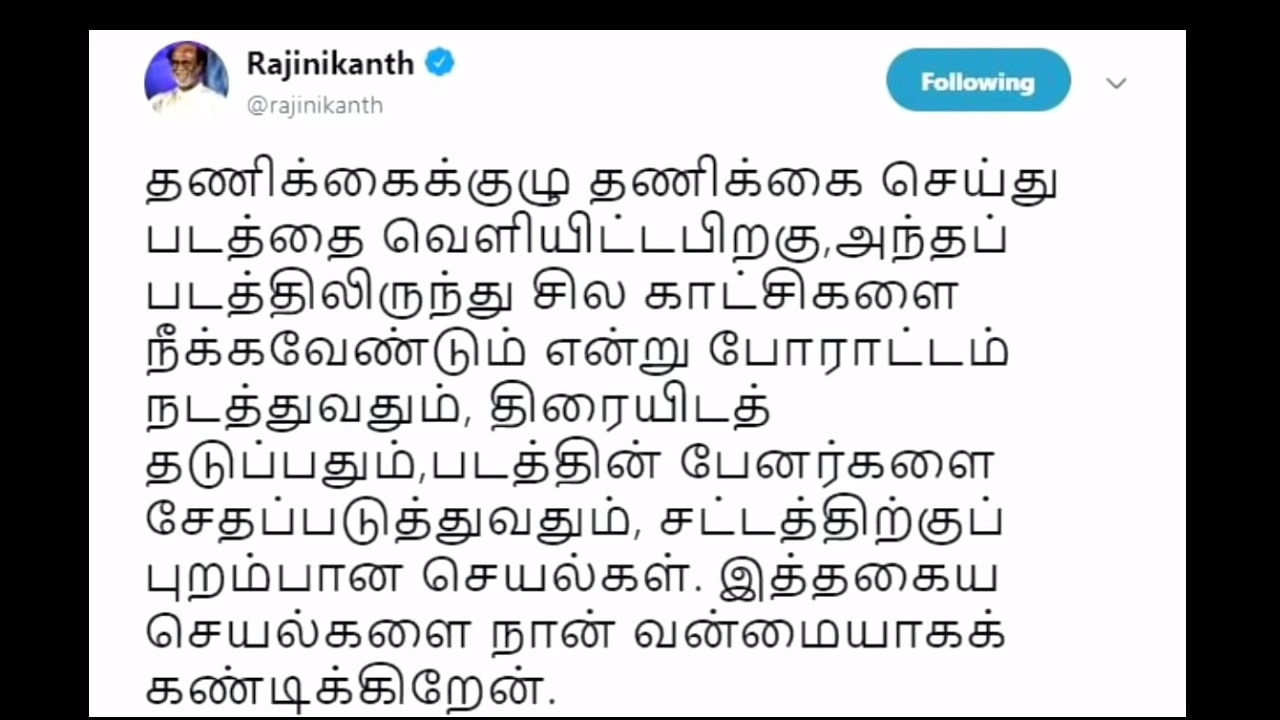 Rajinikanth
@rajinikanth
Following
தணிக்கைக்குழு தணிக்கை செய்து
படத்தை வெளியிட்டபிறகு,அந்தப்
படத்திலிருந்து சில காட்சிகளை
நீக்கவேண்டும் என்று போராட்டம்
நடத்துவதும், திரையிடத்
தடுப்பதும்,படத்தின் பேனர்களை
சேதப்படுத்துவதும், சட்டத்திற்குப்
புறம்பான செயல்கள். இத்தகைய
செயல்களை நான் வன்மையாகக்
கண்டிக்கிறேன்.